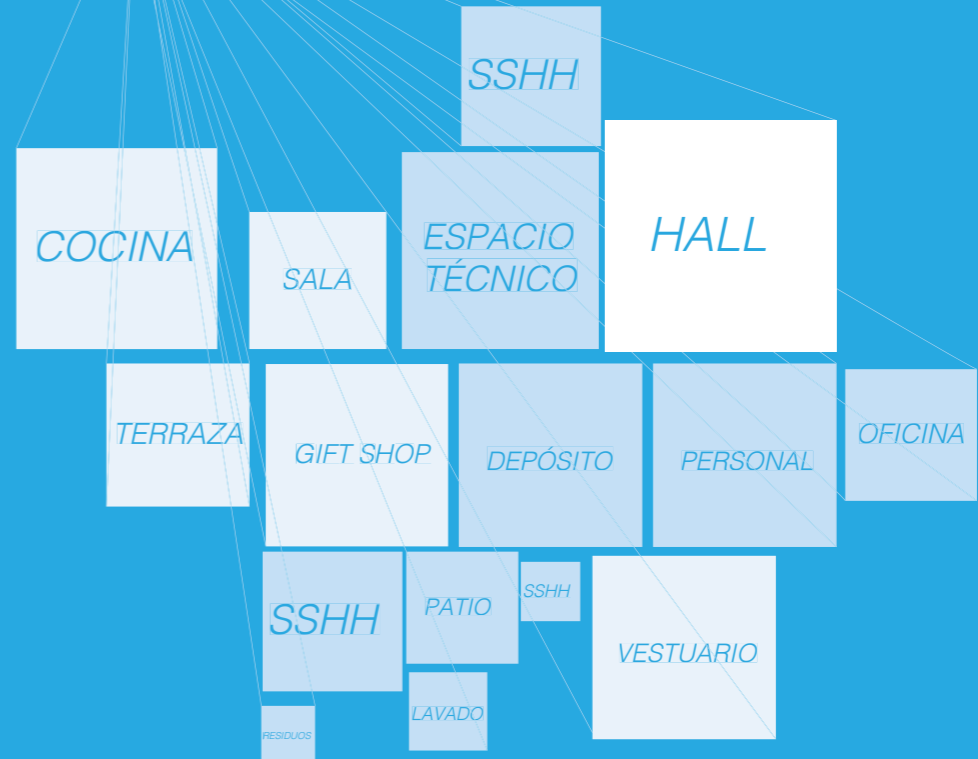 SSHH
HALL
COCINA
SALA
ESPACIO
TÉCNICO
TERRAZA
GIFT SHOP
DEPÓSITO
PERSONAL
OFICINA
SSHH
PATIO
SSHH
VESTUARIO
LAVADO
RESIDUOS